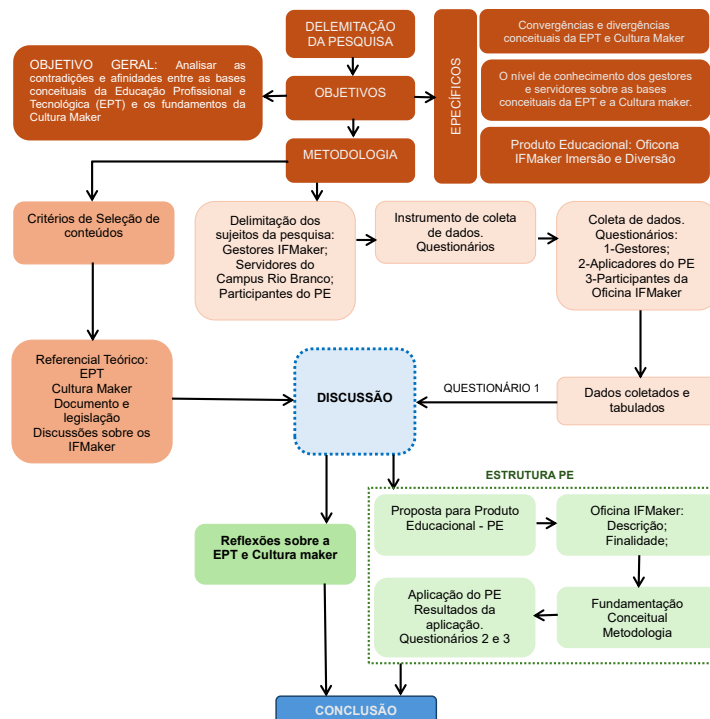 DELEMITAÇÃO
DA PESQUISA
OBJETIVO GERAL: Analisar as
contradições e afinidades entre as bases
conceituais da Educação Profissional e
Tecnológica (EPT) e os fundamentos da
Cultura Maker
OBJETIVOS
EPECÍFICOS
Convergências e divergências
conceituais da EPT e Cultura Maker
O nível de conhecimento dos gestores
e servidores sobre as bases
conceituais da EPT e a Cultura maker.
Produto Educacional: Oficona
IFMaker Imersão e Diversão
METODOLOGIA
Critérios de Seleção de
conteúdos
Delimitação dos
sujeitos da pesquisa:
Gestores IFMaker;
Servidores do
Campus Rio Branco;
Participantes do PE
Instrumento de coleta
de dados.
Questionários
Coleta de dados.
Questionários:
1-Gestores;
2-Aplicadores do PE
3-Participantes da
Oficina IFMaker
Referencial Teórico:
EPT
Cultura Maker
Documento e
legislação
Discussões sobre os
IFMaker
DISCUSSÃO
QUESTIONÁRIO 1
Dados coletados e
tabulados
ESTRUTURA PE
Reflexões sobre a
EPT e Cultura maker
Proposta para Produto
Educacional - PE
Oficina IFMaker:
Descrição;
Finalidade;
Aplicação do PE
Resultados da
aplicação.
Questionários 2 e 3
Fundamentação
Conceitual
Metodologia
CONCLUSÃO